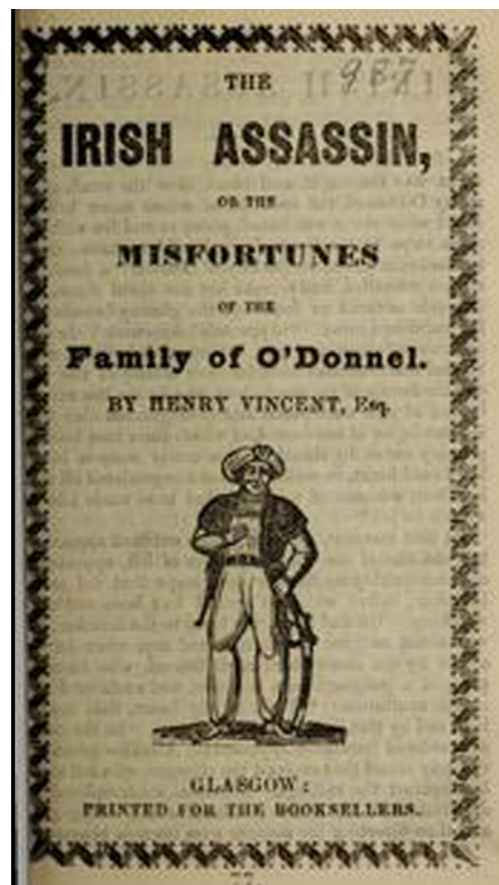 987
THE
IRISH ASSASSIN,
OR THE
MISFORTUNES
OF THE
Family of O'Donnel.
BY HENRY VINCENT, Esq.
GLASGOW:
PRINTED FOR THE BOOKSELLERS.